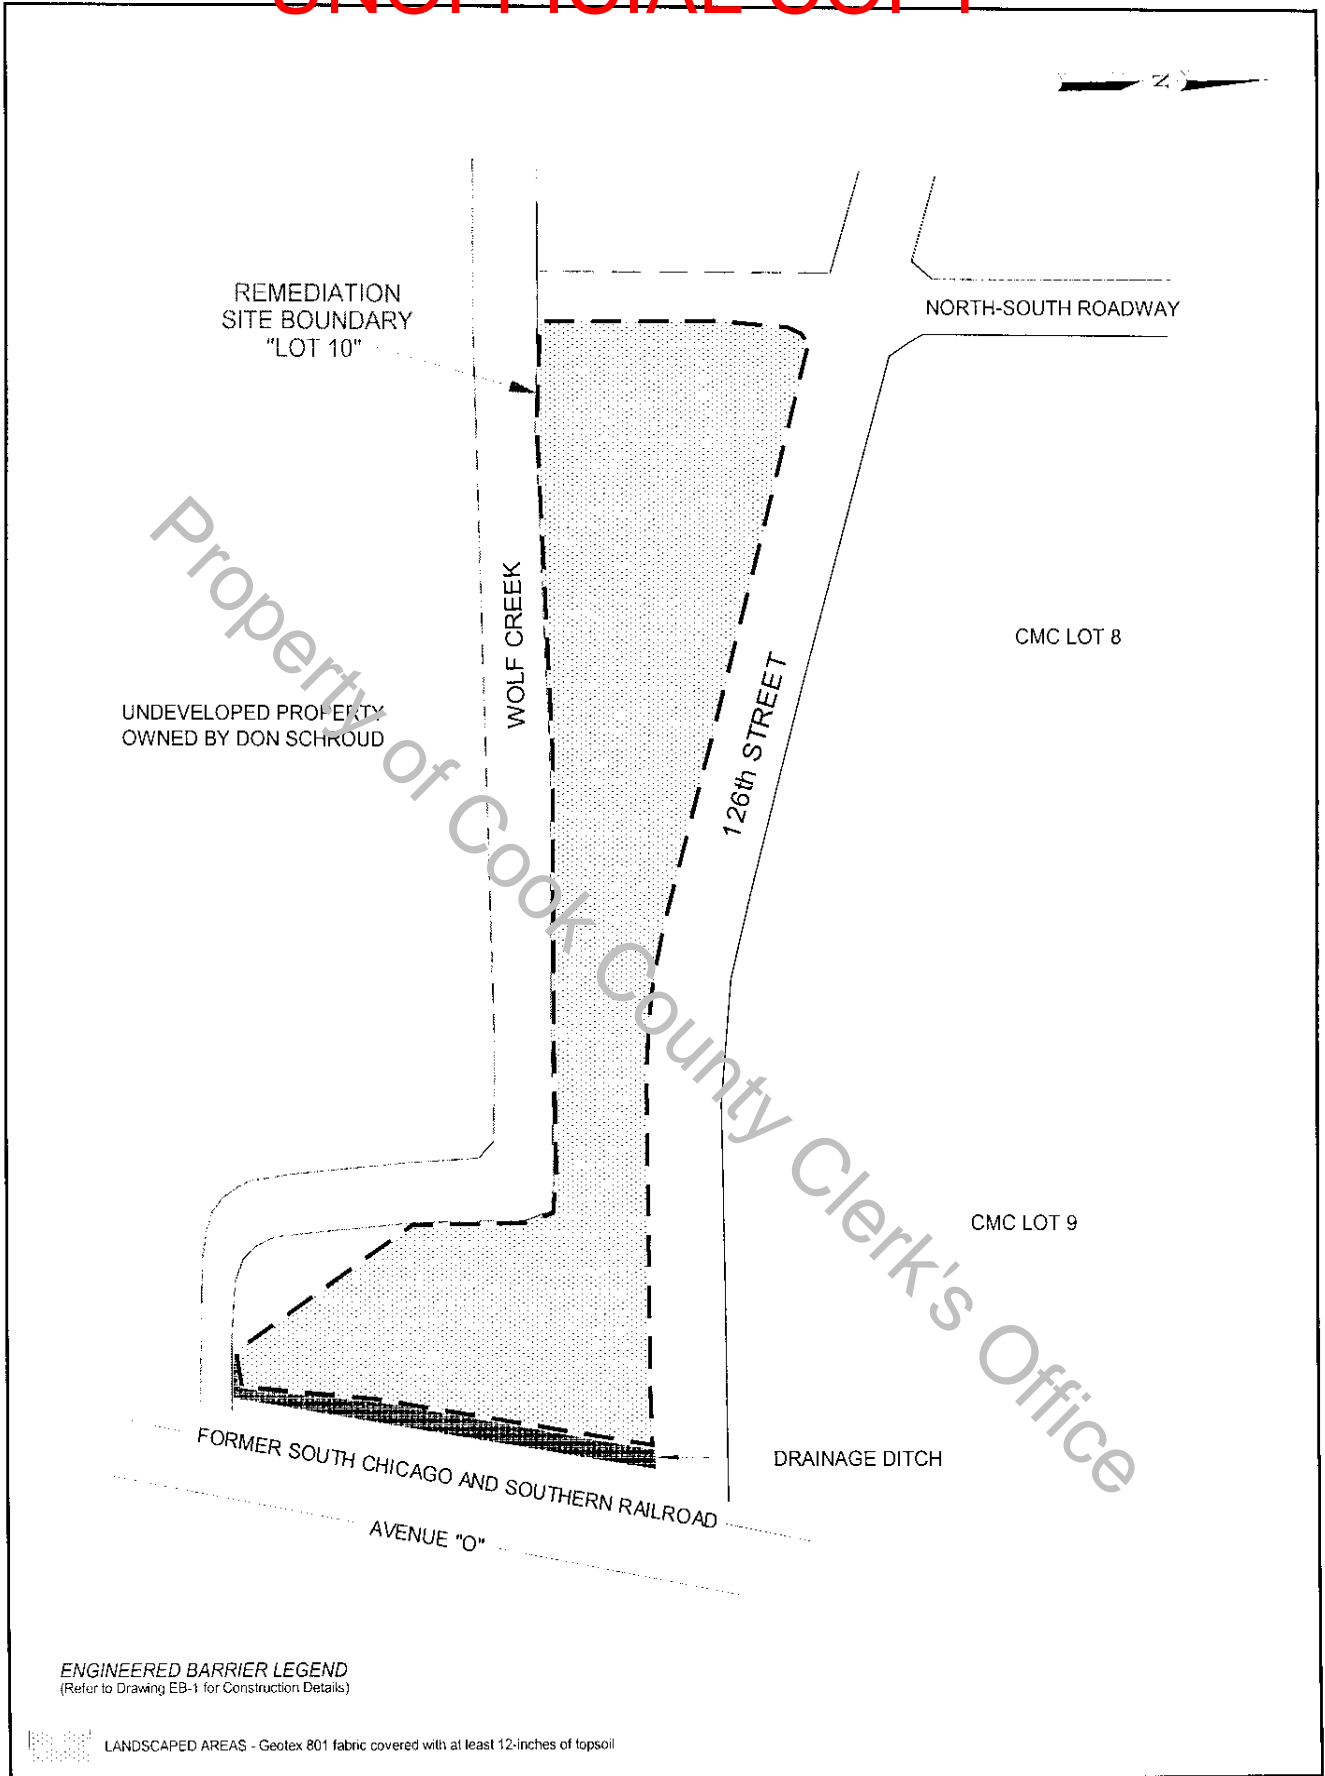 UNOFFICIAL COPY
N
REMEDIATION
SITE BOUNDARY
"LOT 10"
NORTH-SOUTH ROADWAY
WOLF CREEK
CMC LOT 8
126th STREET
UNDEVELOPED PROPERTY
OWNED BY DON SCHROUD
Property of Cook County Clerk's Office
CMC LOT 9
DRAINAGE DITCH
FORMER SOUTH CHICAGO AND SOUTHERN RAILROAD
AVENUE "O"
ENGINEERED BARRIER LEGEND
(Refer to Drawing EB-1 for Construction Details)
LANDSCAPED AREAS - Geotex 801 fabric covered with at least 12-inches of topsoil